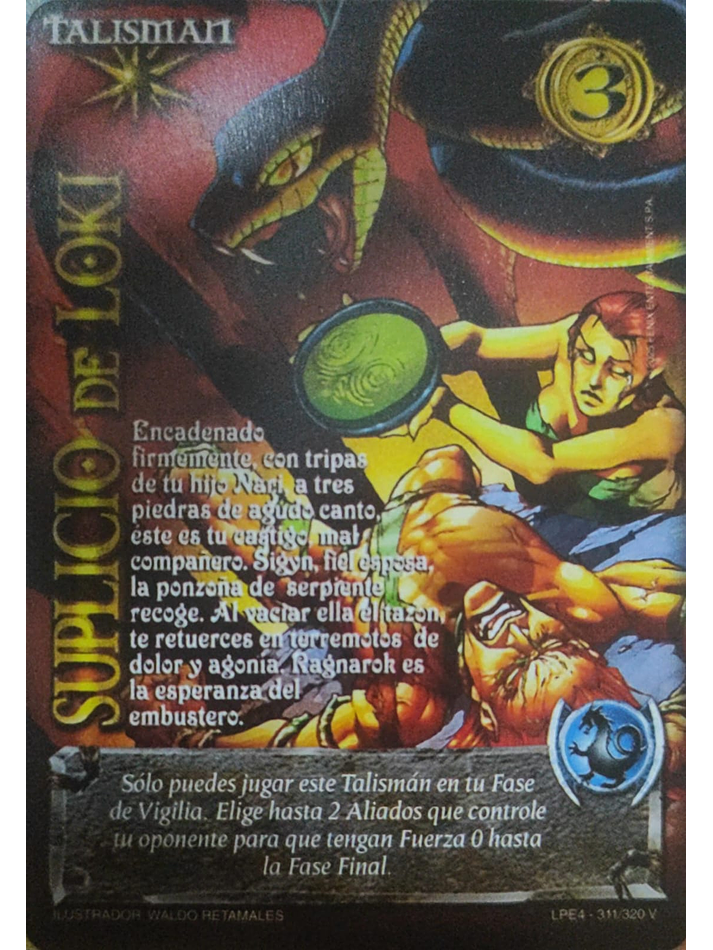 TALISMAN
3
SUPLICIO DE LOKI
Encadenado
firmemente, con tripas
de tu hijo Nari, a tres
piedras de agudo canto,
éste es tu castigo, mal
compañero. Sigyn, fiel esposa,
la ponzoña de serpiente
recoge. Al vaciar ella el tazón,
te retuerces en terremotos de
dolor y agonía. Ragnarok es
la esperanza del
embustero.
Sólo puedes jugar este Talismán en tu Fase
de Vigilia. Elige hasta 2 Aliados que controle
tu oponente para que tengan Fuerza 0 hasta
la Fase Final.
ILUSTRADOR: WALDO RETAMALES
LPE4 - 311/320 V